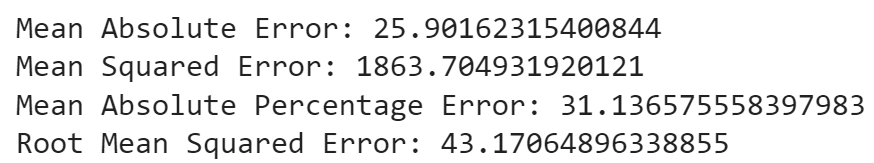 Mean Absolute Error: 25.90162315400844
Mean Squared Error: 1863.704931920121
Mean Absolute Percentage Error: 31.136575558397983
Root Mean Squared Error: 43.17064896338855